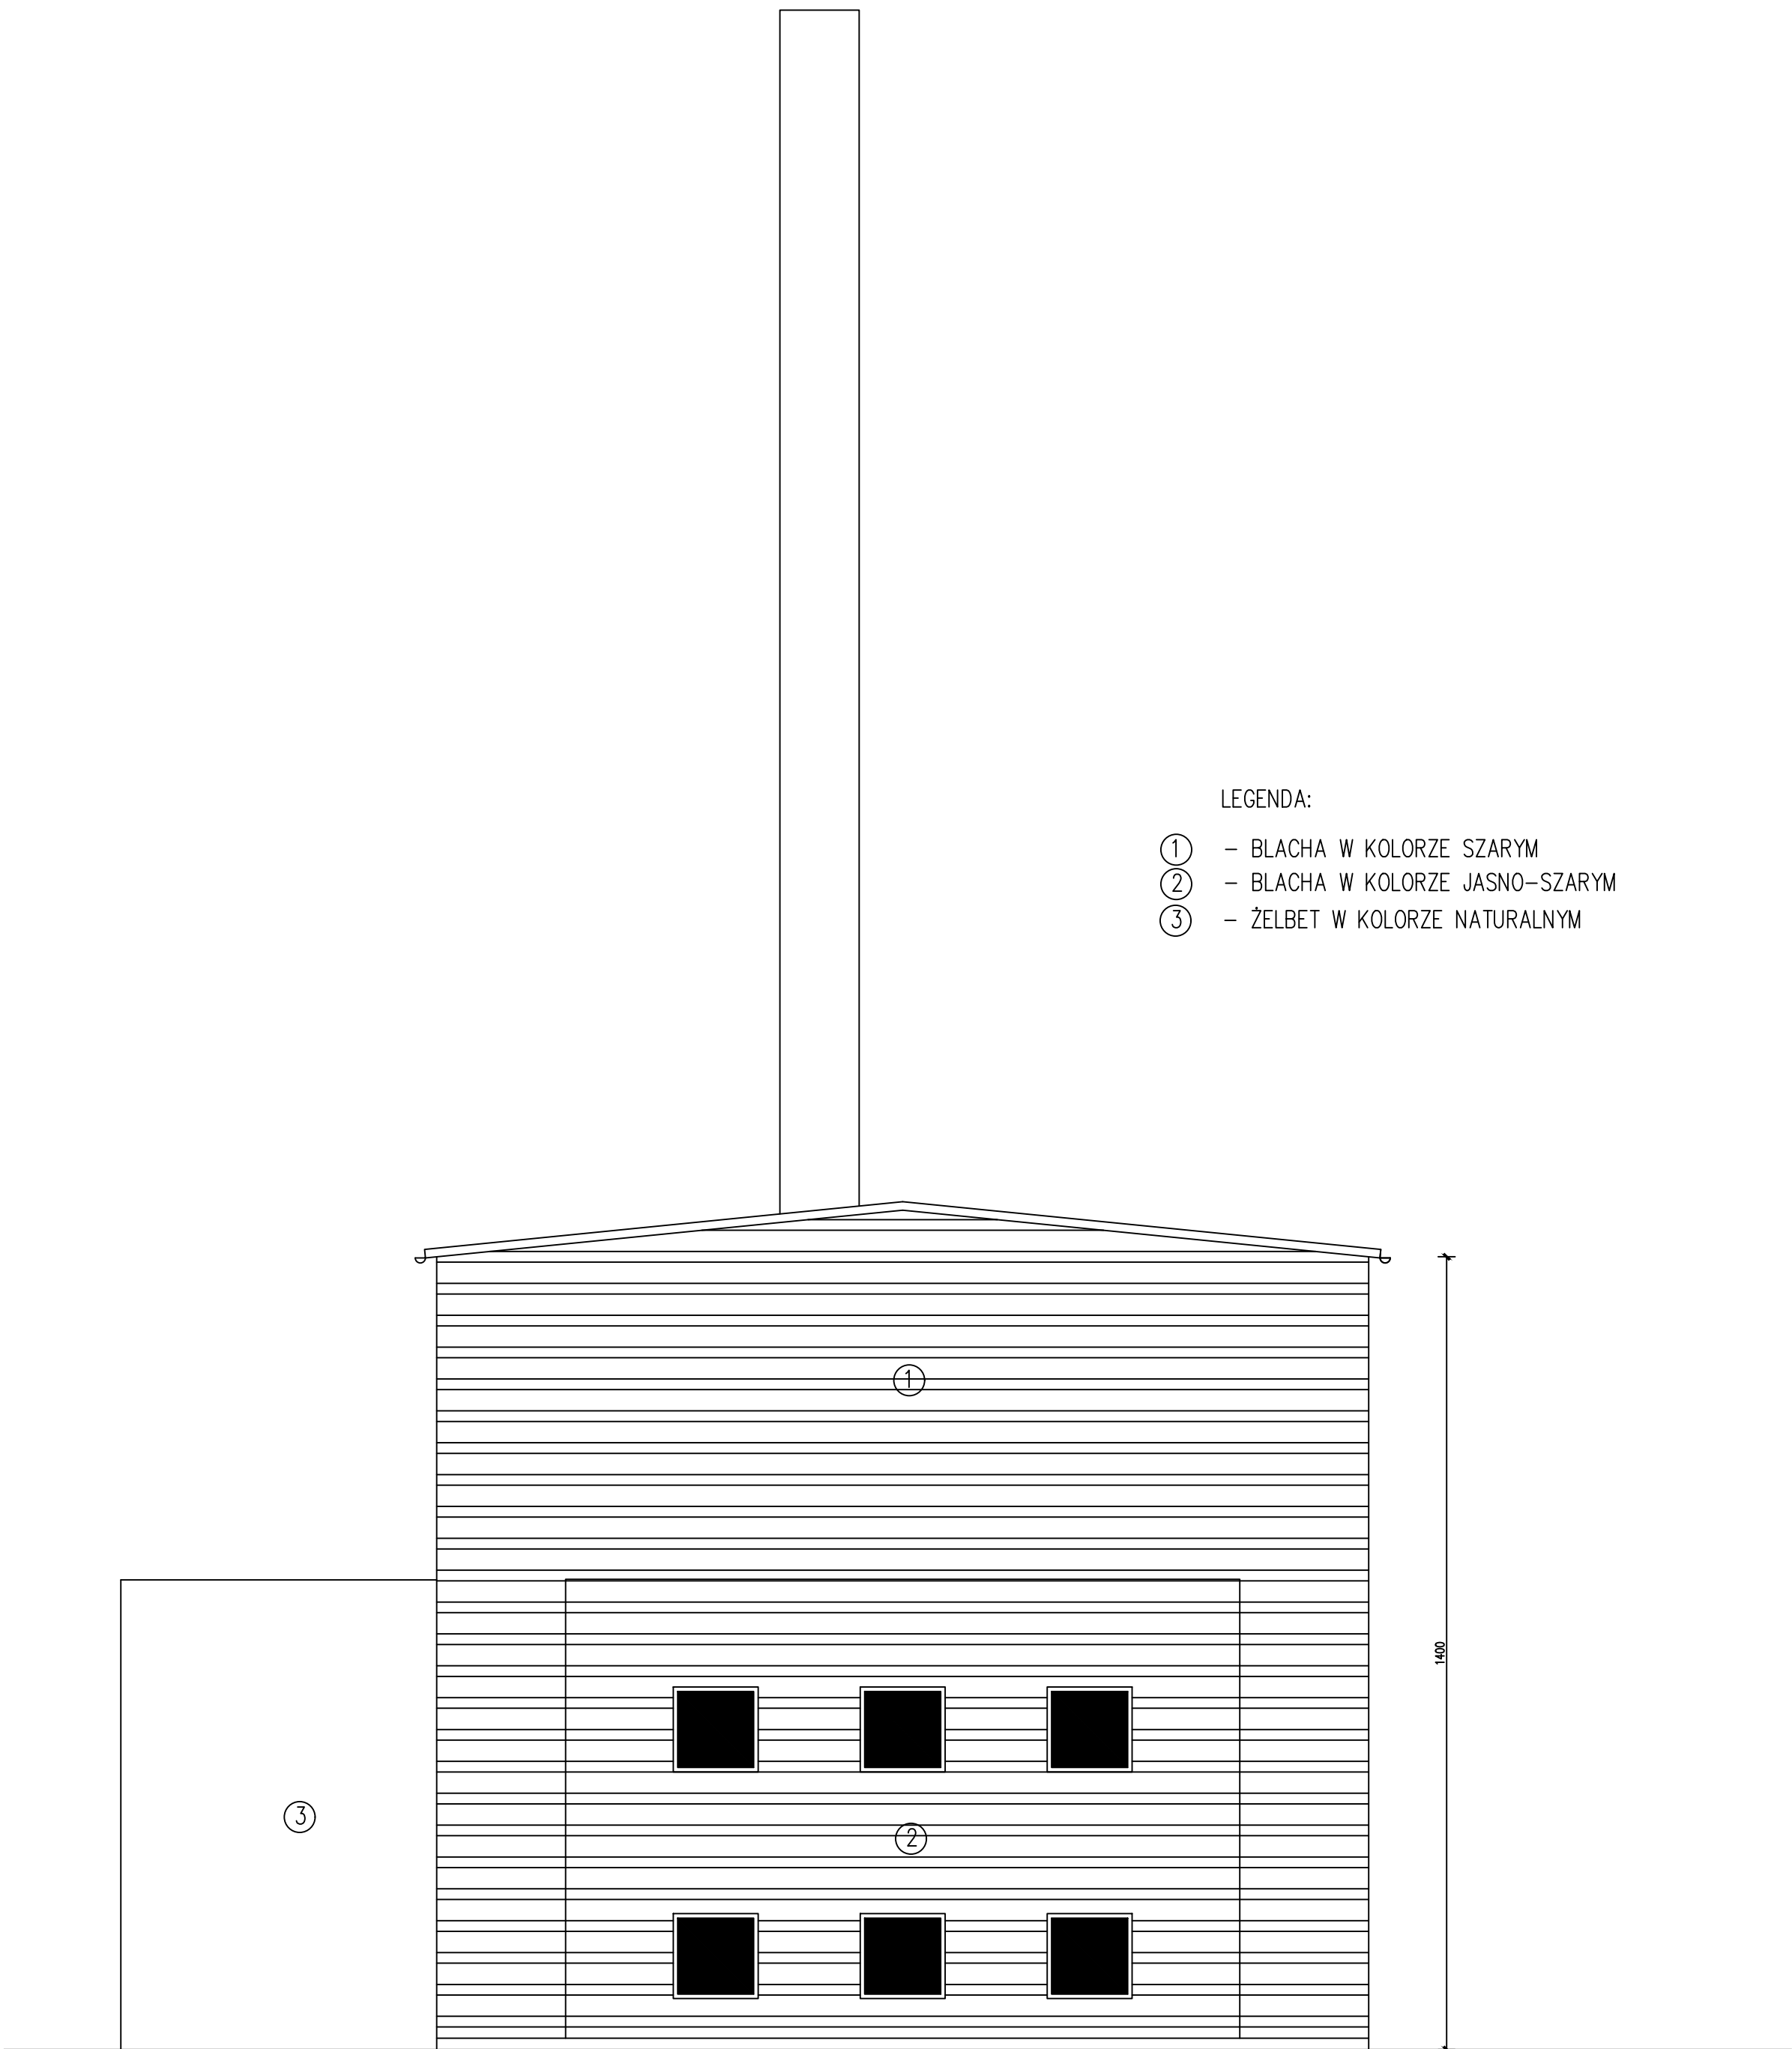 LEGENDA:
1 - BLACHA W KOLORZE SZARYM
2 - BLACHA W KOLORZE JASNO-SZARYM
3 - ŻELBET W KOLORZE NATURALNYM
1
1400
3
2